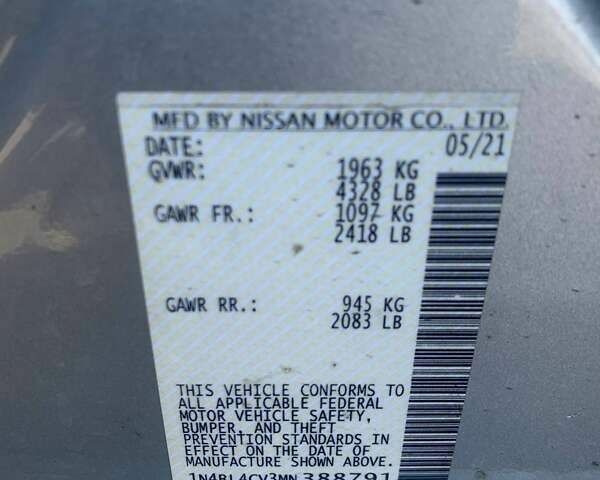 MFD BY NISSAN MOTOR CO., LTD.
DATE: 05/21
GVWR: 1963 KG
4328 LB
GAWR FR.: 1097 KG
2418 LB
GAWR RR.: 945 KG
2083 LB
THIS VEHICLE CONFORMS TO
ALL APPLICABLE FEDERAL
MOTOR VEHICLE SAFETY,
BUMPER, AND THEFT
PREVENTION STANDARDS IN
EFFECT ON THE DATE OF
MANUFACTURE SHOWN ABOVE.
1N4BL4CV3MN388791